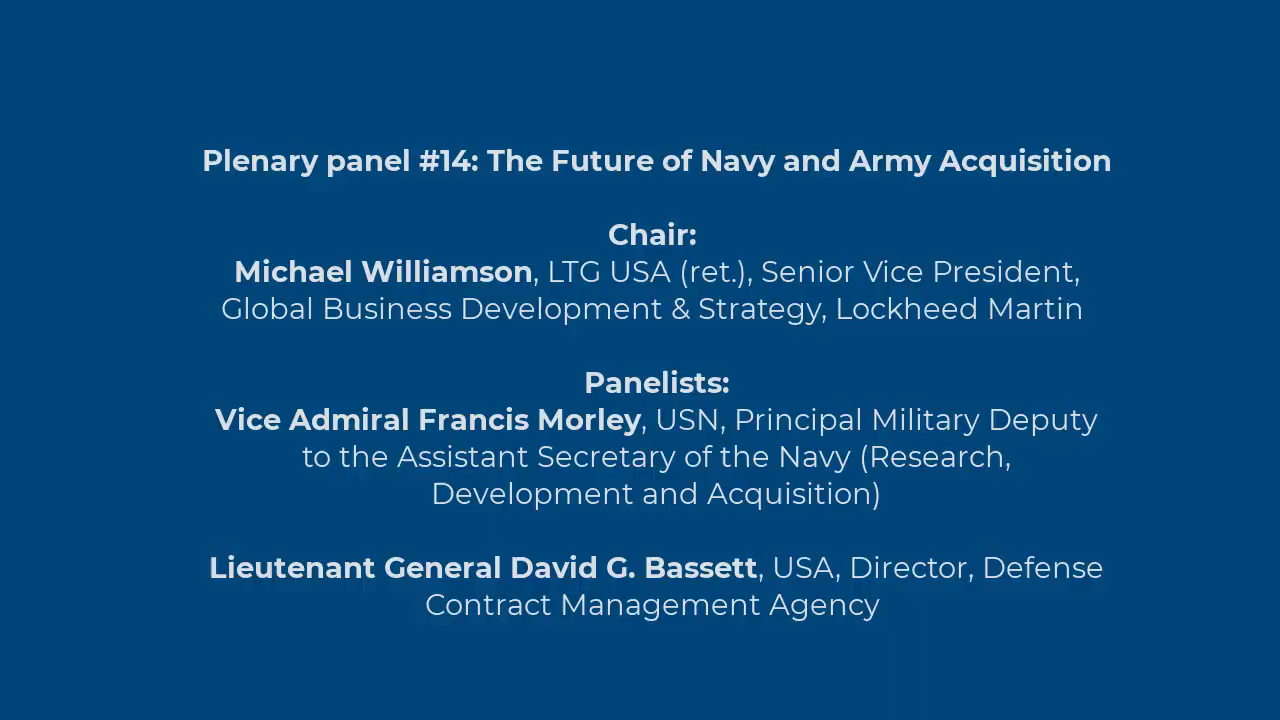 Plenary panel #14: The Future of Navy and Army Acquisition
Chair:
Michael Williamson, LTG USA (ret.), Senior Vice President,
Global Business Development & Strategy, Lockheed Martin
Panelists:
Vice Admiral Francis Morley, USN, Principal Military Deputy
to the Assistant Secretary of the Navy (Research,
Development and Acquisition)
Lieutenant General David G. Bassett, USA, Director, Defense
Contract Management Agency